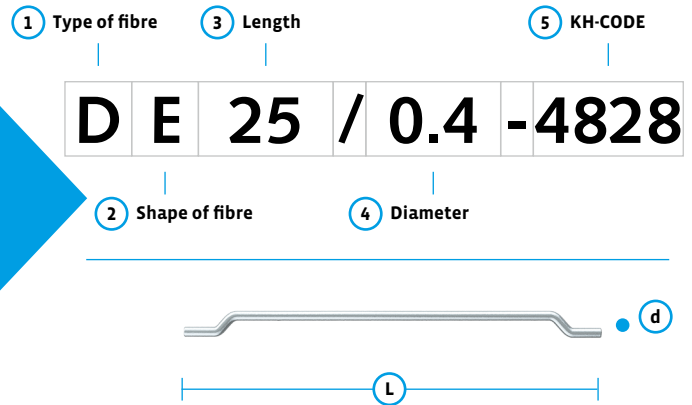 1 Type of fibre 3 Length 5 KH-CODE
D E 25 / 0.4 -4828
2 Shape of fibre 4 Diameter
d
L